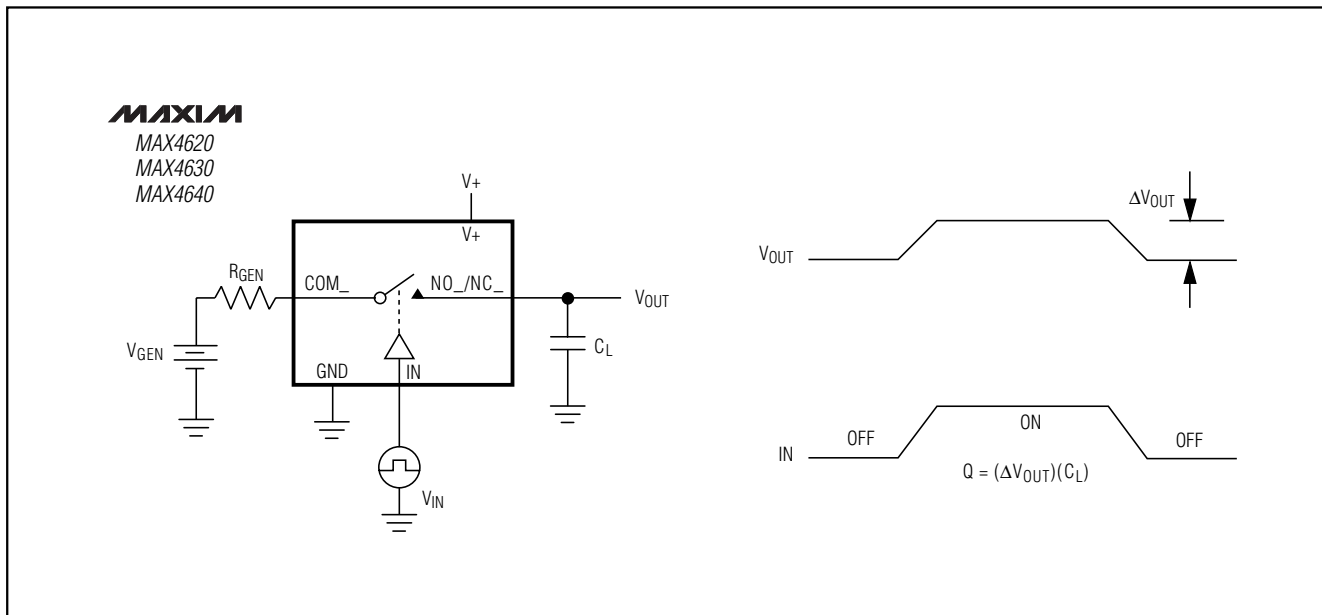 MAXIM
MAX4620
MAX4630
MAX4640
V+
V+
RGEN
COM_
NO_/NC_
VOUT
VGEN
CL
GND
IN
VIN
ΔVOUT
VOUT
IN
OFF
ON
OFF
Q = (ΔVOUT)(CL)